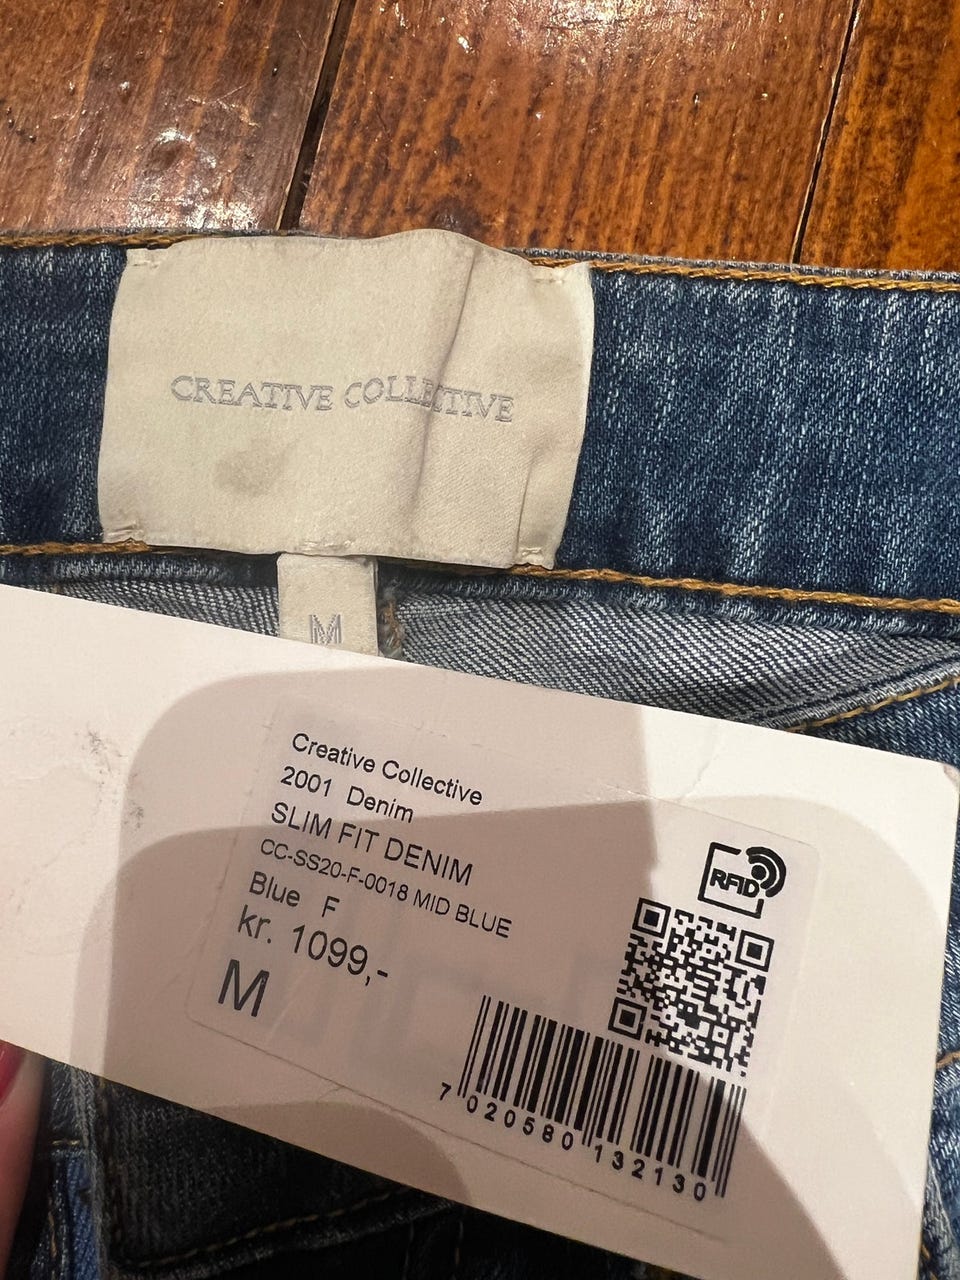 CREATIVE COLLECTIVE
M
Creative Collective
2001 Denim
SLIM FIT DENIM
CC-SS20-F-0018 MID BLUE
Blue F
kr. 1099,-
M
RFID
7 020580 132130